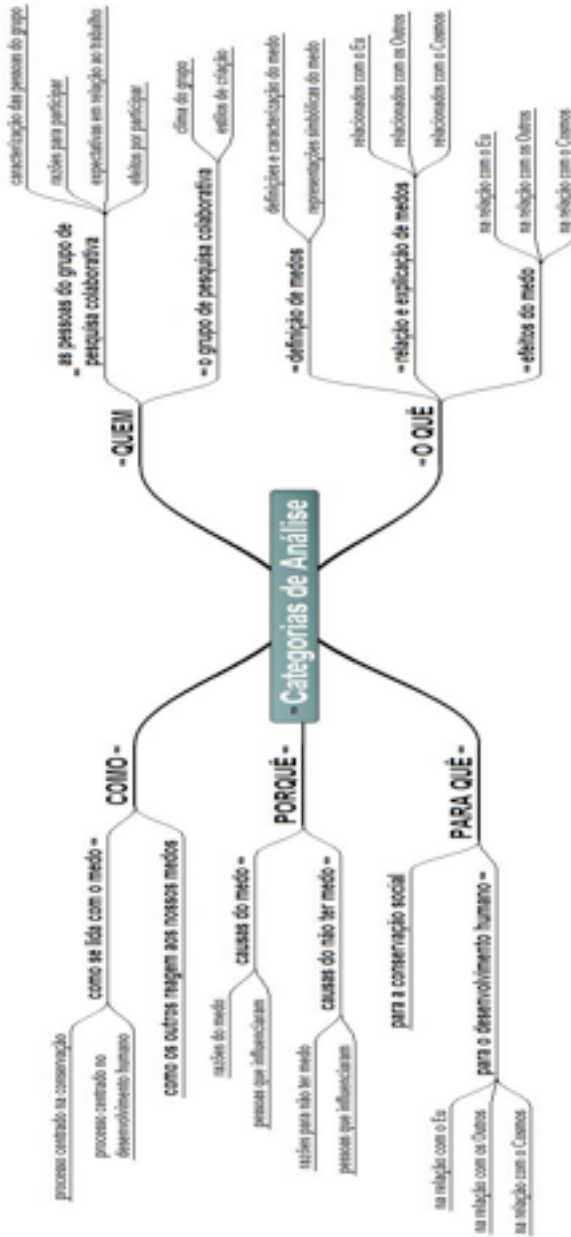 Categorias de Análise
QUEM
as pessoas do grupo de
pesquisa colaborativa
caracterização das pessoas do grupo
razões para participar
expectativas em relação ao trabalho
efeitos por participar
o grupo de pesquisa colaborativa
clima do grupo
estilos de criação
O QUÊ
definição de medos
definições e caracterização do medo
representações simbólicas do medo
relação e explicação de medos
relacionados com o Eu
relacionados com os Outros
relacionados com o Cosmos
efeitos do medo
na relação com o Eu
na relação com os Outros
na relação com o Cosmos
COMO
como se lida com o medo
processo centrado na conservação
processo centrado no
desenvolvimento humano
como os outros reagem aos nossos medos
PORQUÊ
causas do medo
razões do medo
pessoas que influenciaram
causas do não ter medo
razões para não ter medo
pessoas que influenciaram
PARA QUÊ
para a conservação social
para o desenvolvimento humano
na relação com o Eu
na relação com os Outros
na relação com o Cosmos